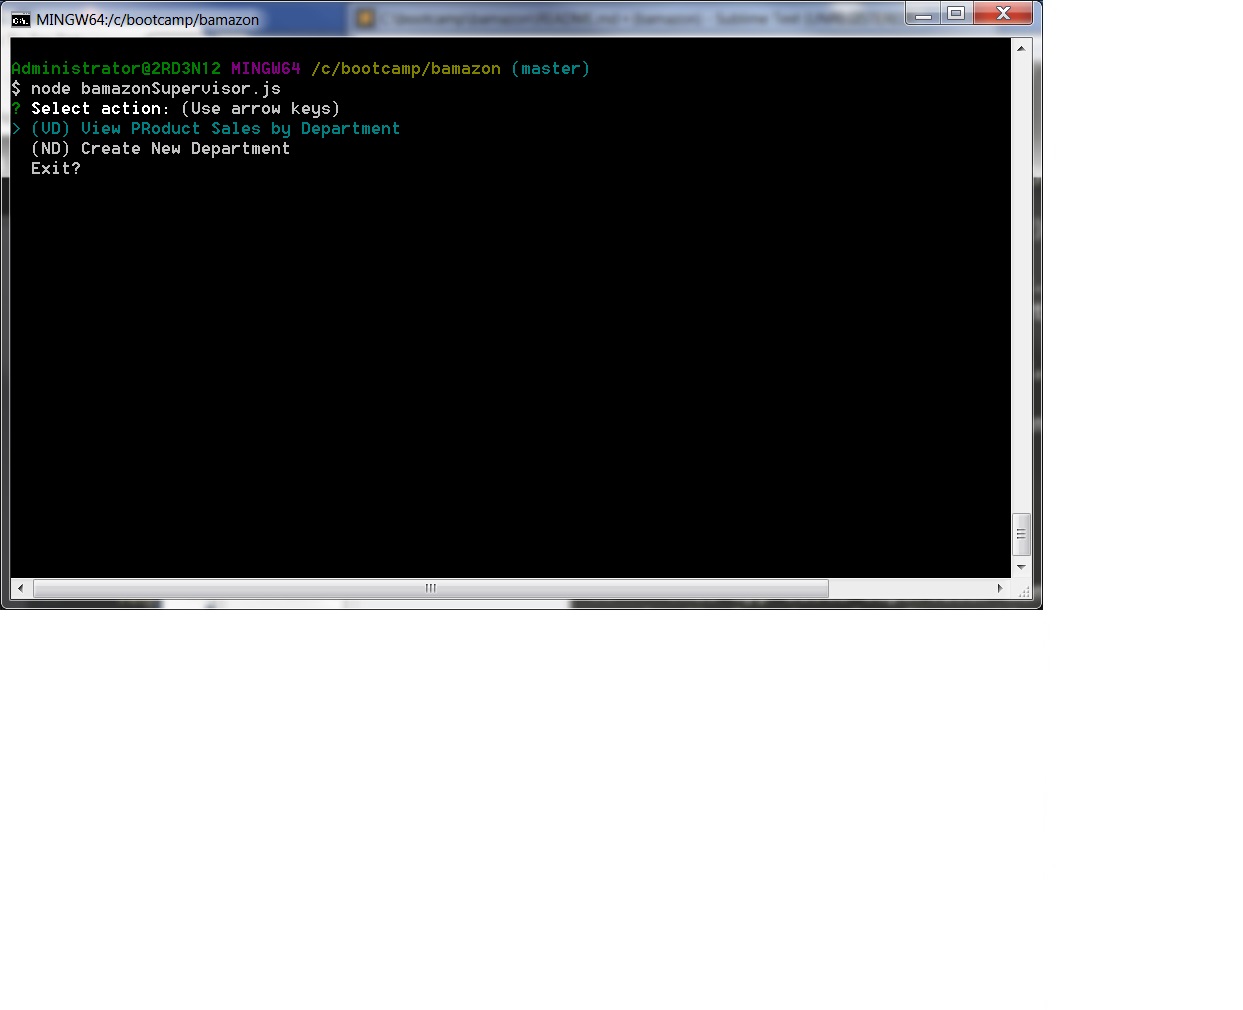 MINGW64:/c/bootcamp/bamazon
Administrator@2RD3N12 MINGW64 /c/bootcamp/bamazon (master)
$ node bamazonSupervisor.js
? Select action: (Use arrow keys)
> (VD) View PRoduct Sales by Department
(ND) Create New Department
Exit?